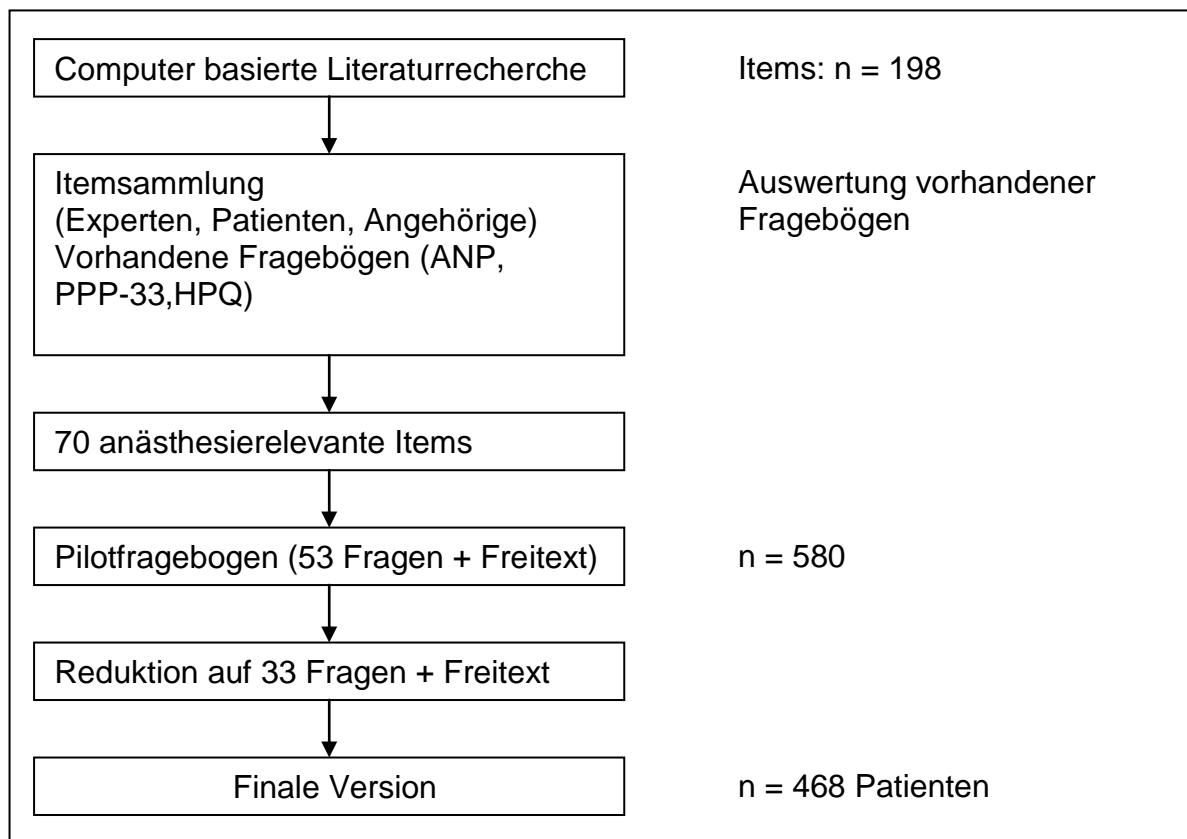 Computer basierte Literaturrecherche
Items: n = 198
Itemsammlung
(Experten, Patienten, Angehörige)
Vorhandene Fragebögen (ANP,
PPP-33,HPQ)
Auswertung vorhandener
Fragebögen
70 anästhesierelevante Items
Pilotfragebogen (53 Fragen + Freitext)
n = 580
Reduktion auf 33 Fragen + Freitext
Finale Version
n = 468 Patienten